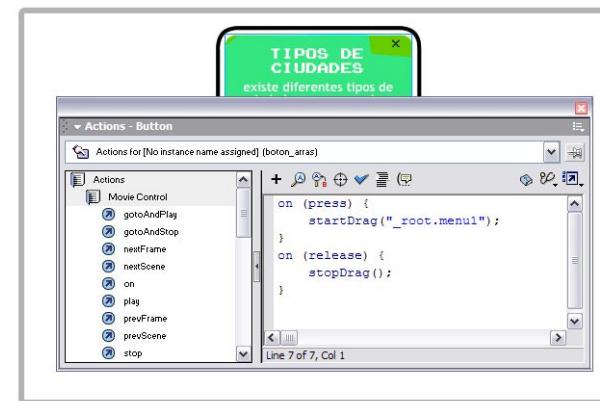 TIPOS DE
CIUDADES
existe diferentes tipos de
Actions - Button
Actions for [No instance name assigned] (boton_arras)
Actions
Movie Control
gotoAndPlay
gotoAndStop
nextFrame
nextScene
on
play
prevFrame
prevScene
stop
on (press) {
startDrag("_root.menu1");
}
on (release) {
stopDrag();
}
Line 7 of 7, Col 1